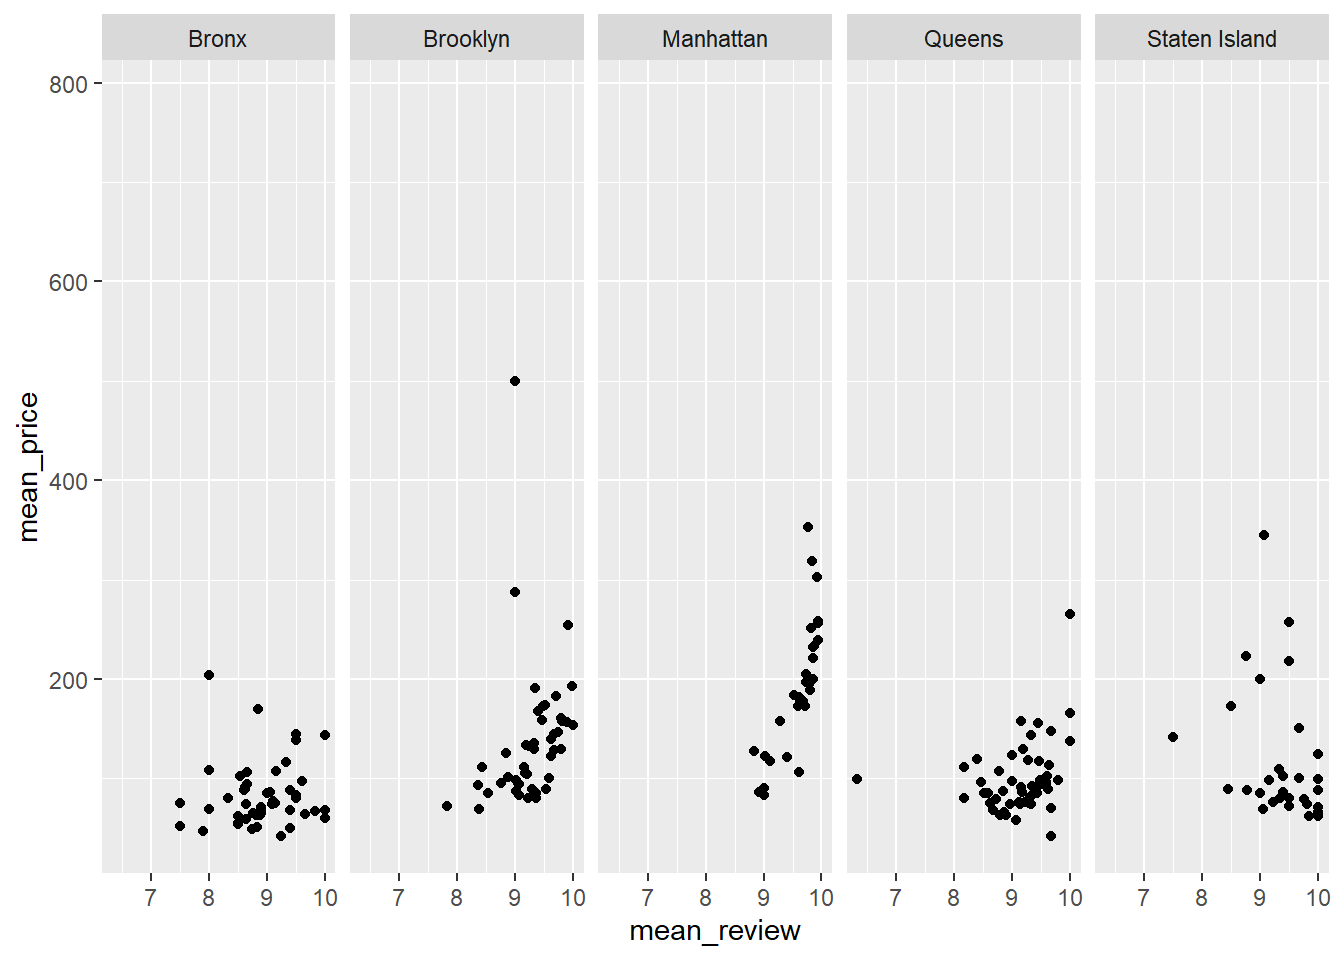 Bronx Brooklyn Manhattan Queens Staten Island
800
600
400
200
mean_price
7 8 9 10 7 8 9 10 7 8 9 10 7 8 9 10 7 8 9 10
mean_review